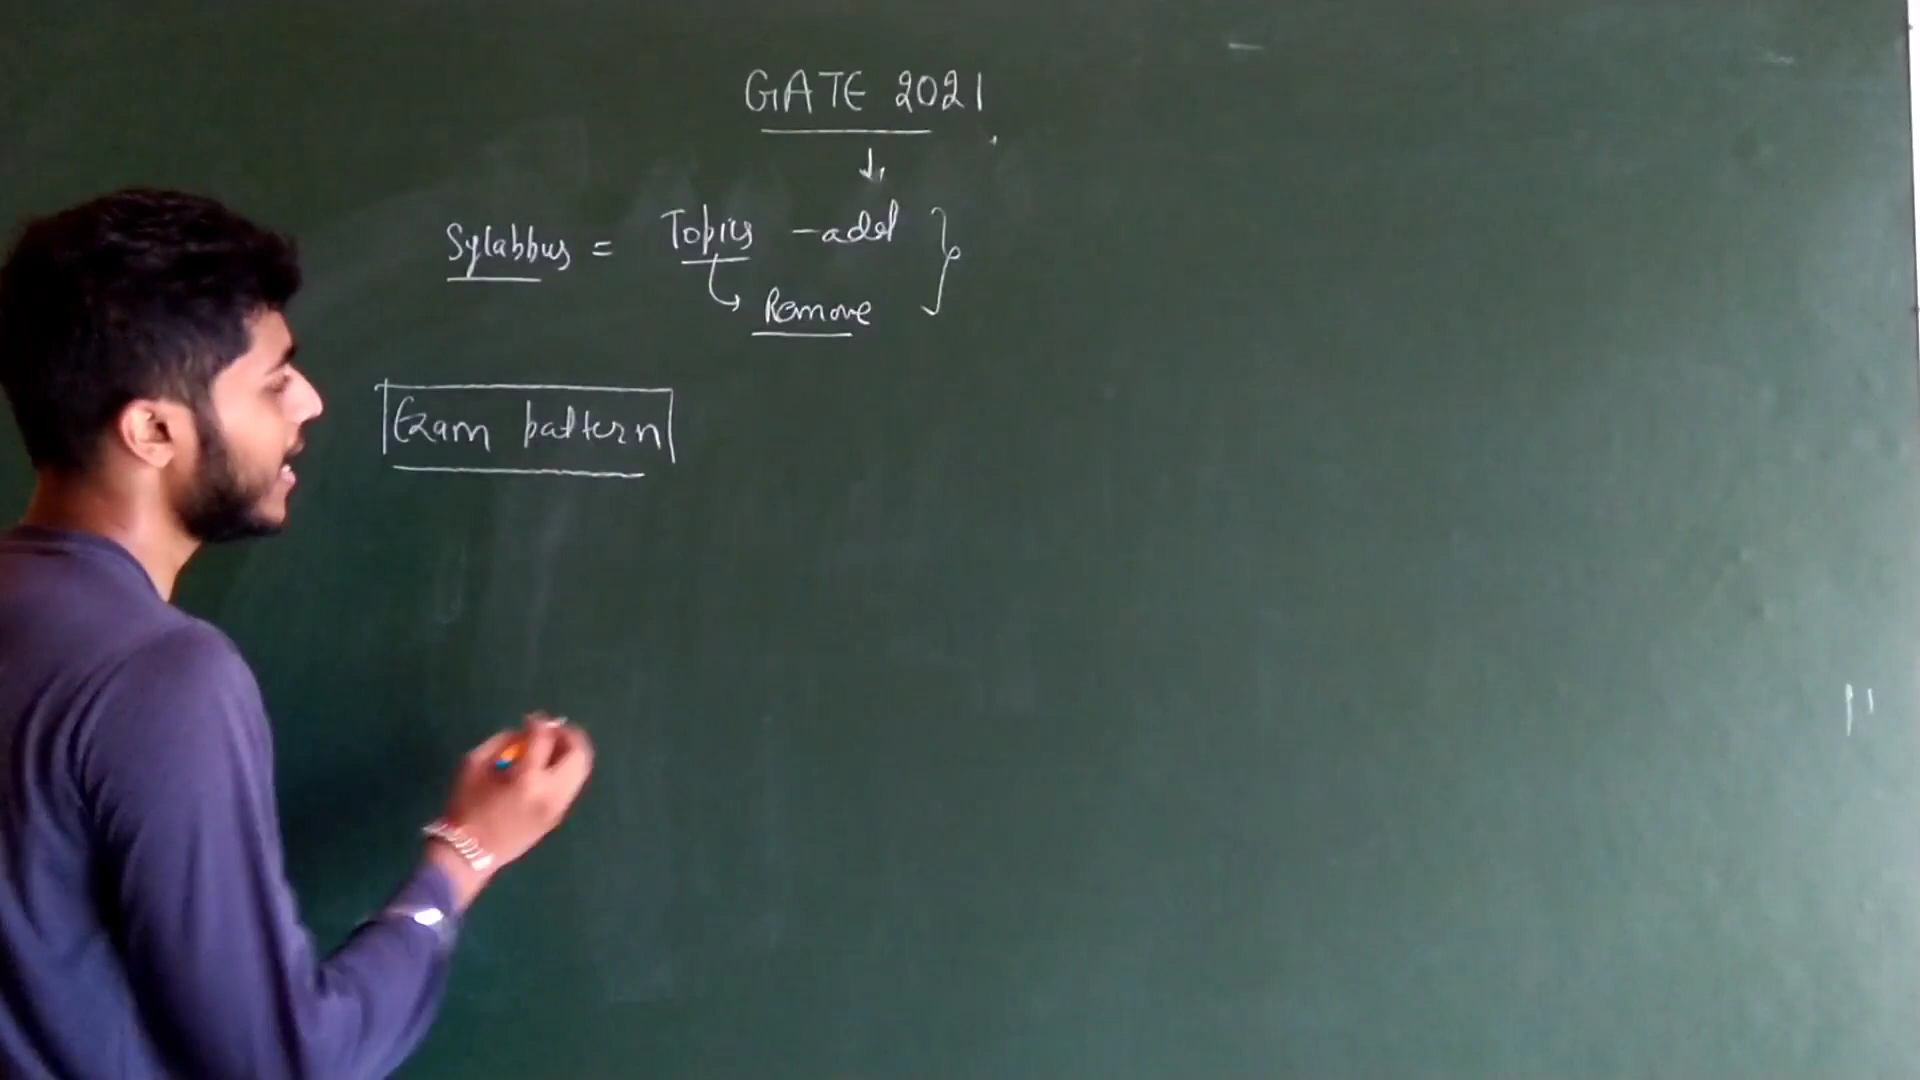 GATE 2021
Sylabbus = Topics - add
Remove
Exam pattern